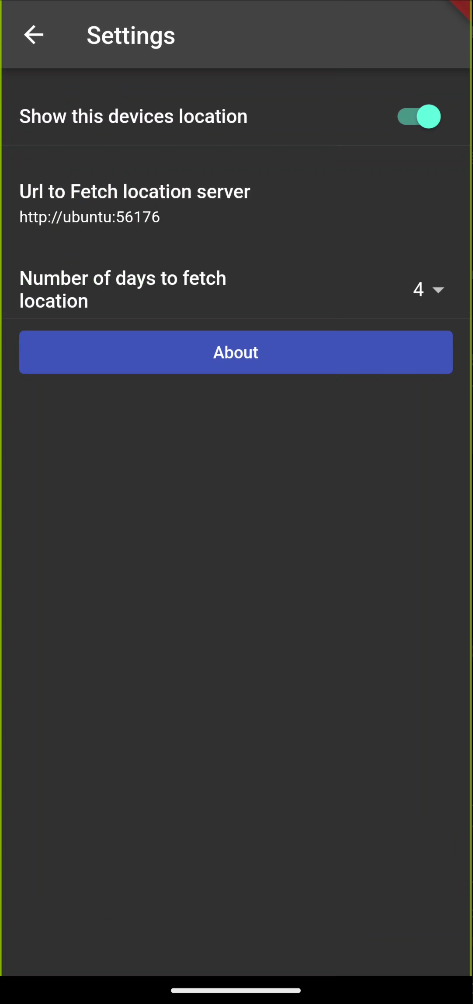 Settings
Show this devices location
Url to Fetch location server
http://ubuntu:56176
Number of days to fetch
location
4
About